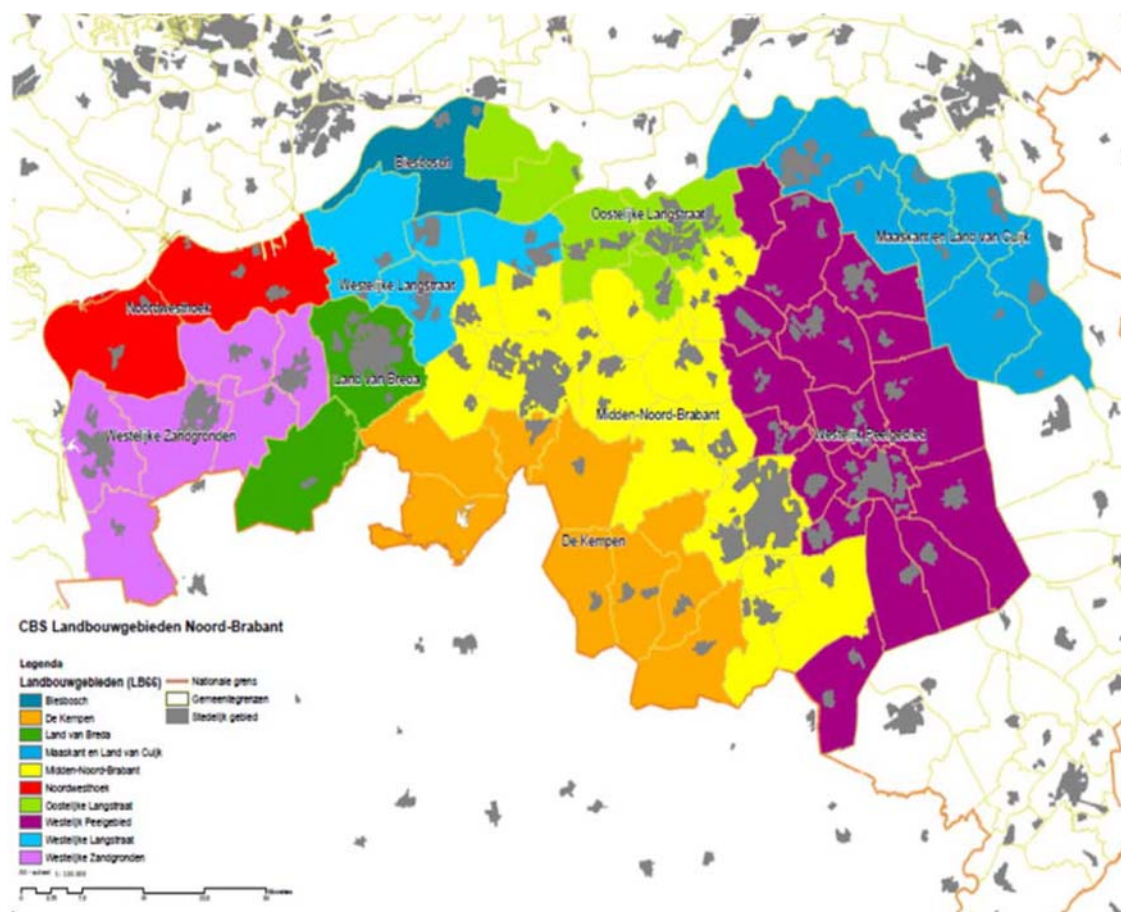 Biesbosch
Oostelijke Langstraat
Maaskant en Land van Cuijk
Westelijke Langstraat
Noordwesthoek
Land van Breda
Midden-Noord-Brabant
Westelijke Zandgronden
Westelijk Peelgebied
De Kempen
CBS Landbouwgebieden Noord-Brabant
Legenda
Landbouwgebieden (LB66)
Biesbosch
De Kempen
Land van Breda
Maaskant en Land van Cuijk
Midden-Noord-Brabant
Noordwesthoek
Oostelijke Langstraat
Westelijk Peelgebied
Westelijke Langstraat
Westelijke Zandgronden
Nationale grens
Gemeentegrenzen
Stedelijk gebied